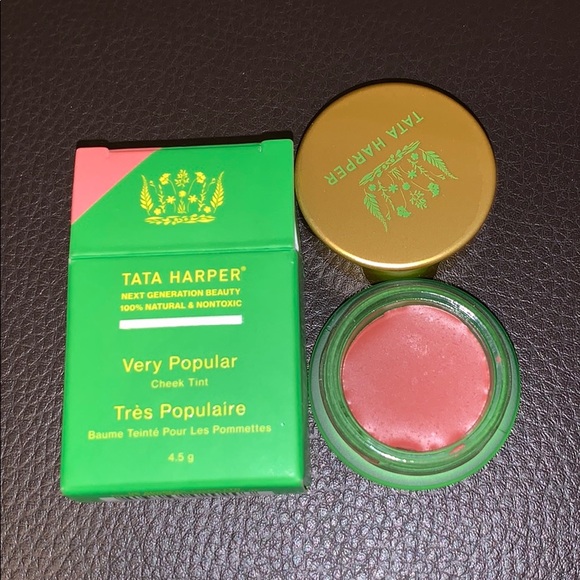 TATA HARPER®
NEXT GENERATION BEAUTY
100% NATURAL & NONTOXIC
Very Popular
Cheek Tint
Très Populaire
Baume Teinté Pour Les Pommettes
4.5 g
TATA HARPER